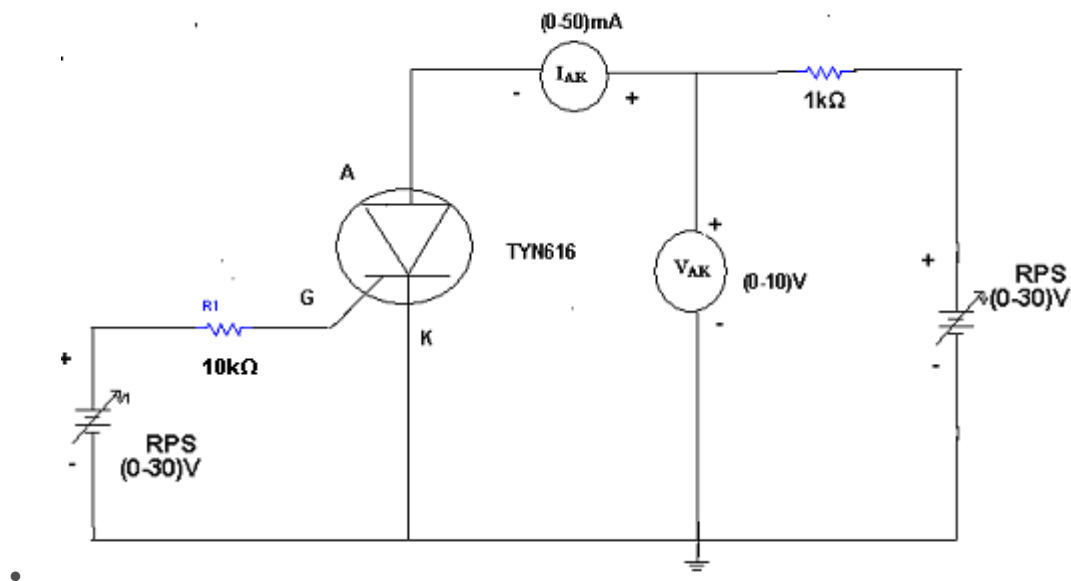 (0-50)mA
IAK
-
+
1kΩ
A
TYN616
+
VAK
(0-10)V
-
+
RPS
(0-30)V
-
G
R1
K
+
10kΩ
-
RPS
(0-30)V